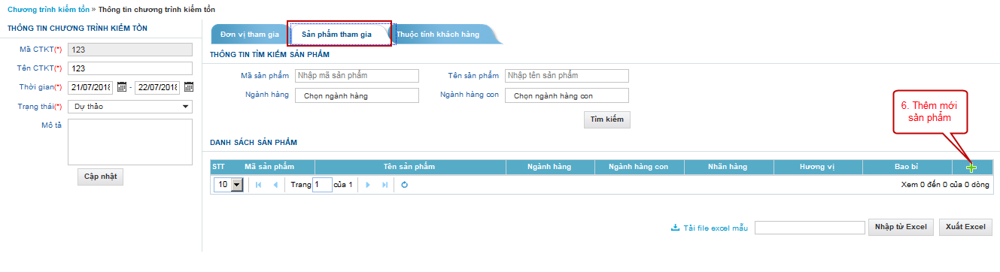 Chương trình kiểm tồn » Thông tin chương trình kiểm tồn
THÔNG TIN CHƯƠNG TRÌNH KIỂM TỒN
Mã CTKT(*) 123
Tên CTKT(*) 123
Thời gian(*) 21/07/2018 - 22/07/2018
Trạng thái(*) Dự thảo
Mô tả
Cập nhật
Đơn vị tham gia Sản phẩm tham gia Thuộc tính khách hàng
THÔNG TIN TÌM KIẾM SẢN PHẨM
Mã sản phẩm Nhập mã sản phẩm Tên sản phẩm Nhập tên sản phẩm
Ngành hàng Chọn ngành hàng Ngành hàng con Chọn ngành hàng con
Tìm kiếm
6. Thêm mới
sản phẩm
DANH SÁCH SẢN PHẨM
STT Mã sản phẩm Tên sản phẩm Ngành hàng Ngành hàng con Nhãn hàng Hương vị Bao bì
10 Trang 1 của 1 Xem 0 đến 0 của 0 dòng
Tải file excel mẫu Nhập từ Excel Xuất Excel